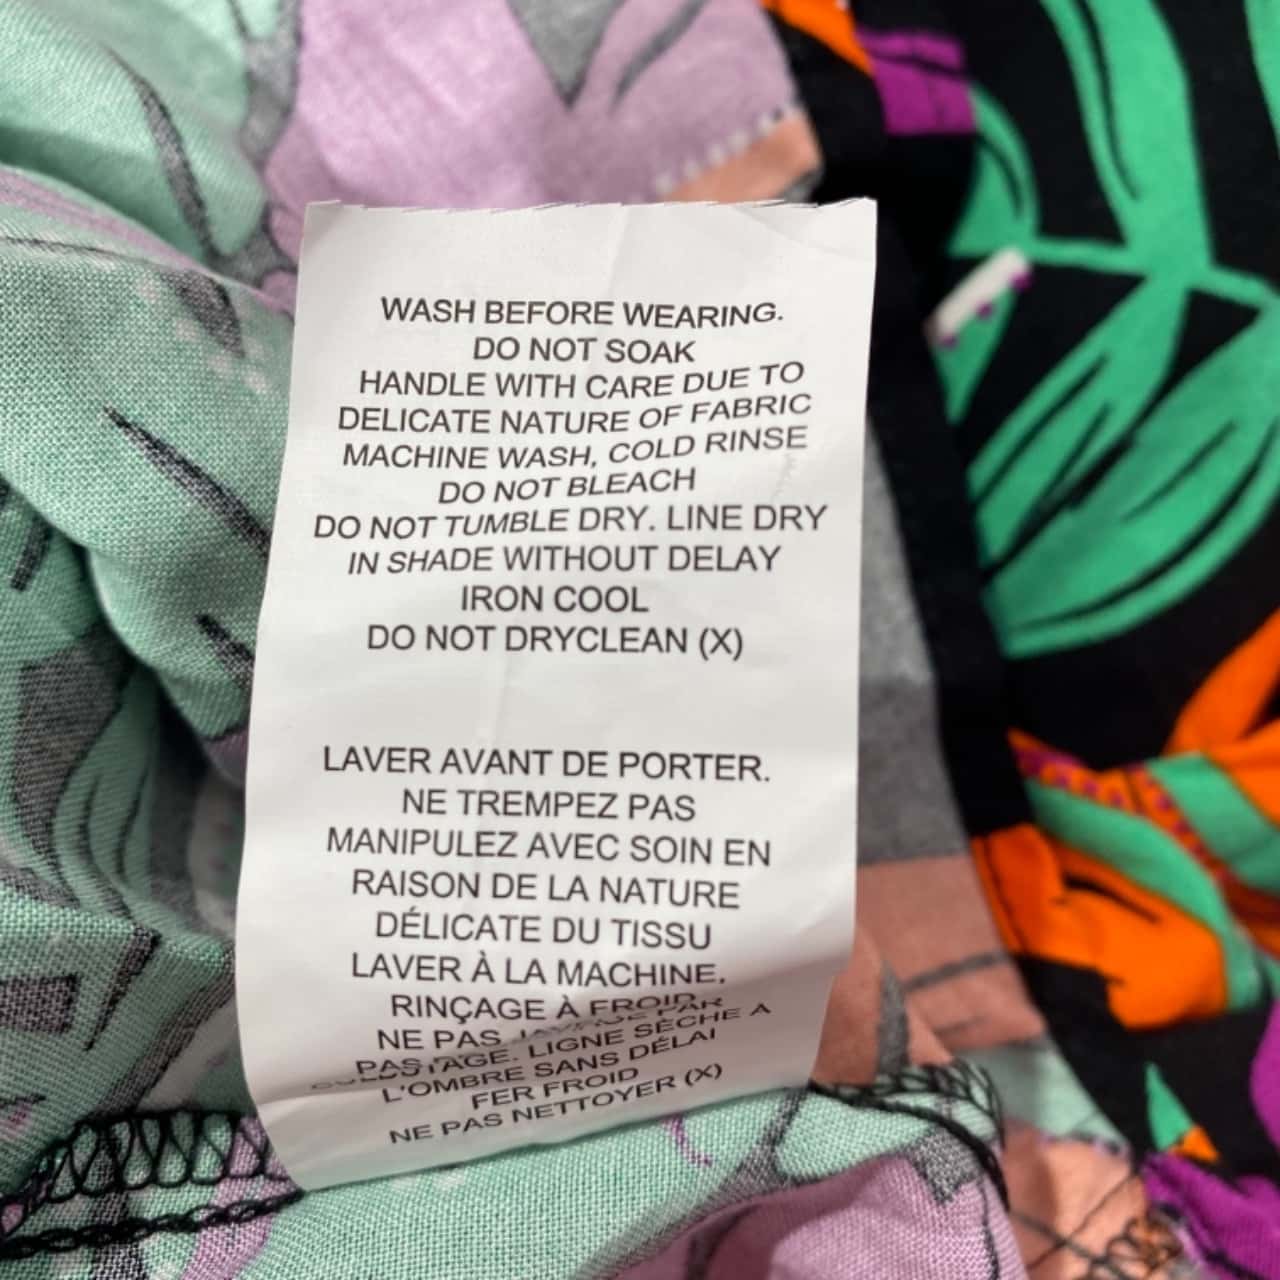 WASH BEFORE WEARING.
DO NOT SOAK
HANDLE WITH CARE DUE TO
DELICATE NATURE OF FABRIC
MACHINE WASH, COLD RINSE
DO NOT BLEACH
DO NOT TUMBLE DRY. LINE DRY
IN SHADE WITHOUT DELAY
IRON COOL
DO NOT DRYCLEAN (X)
LAVER AVANT DE PORTER.
NE TREMPEZ PAS
MANIPULEZ AVEC SOIN EN
RAISON DE LA NATURE
DÉLICATE DU TISSU
LAVER À LA MACHINE,
RINÇAGE À FROID
NE PAS PAR
PAS LIGNE SÈCHE A
L'OMBRE SANS DÉLAI
FER FROID
NE PAS NETTOYER (X)